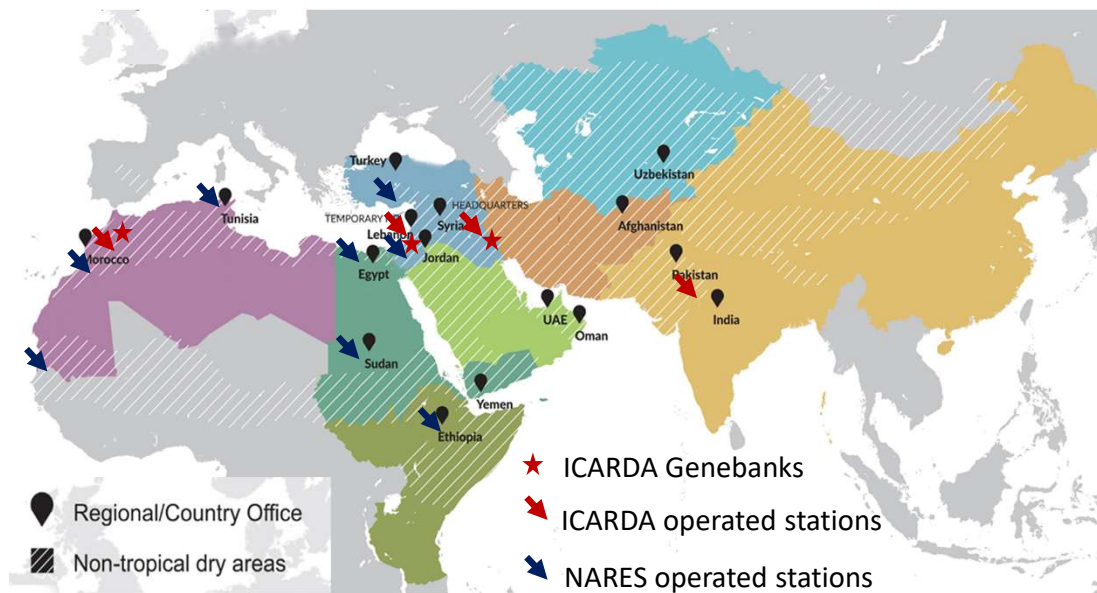 Turkey
Uzbekistan
Tunisia
HEADQUARTERS
TEMPORARY
Syria
Afghanistan
Lebanon
Morocco
Jordan
Egypt
Pakistan
UAE
India
Oman
Sudan
Yemen
Ethiopia
ICARDA Genebanks
Regional/Country Office
ICARDA operated stations
Non-tropical dry areas
NARES operated stations